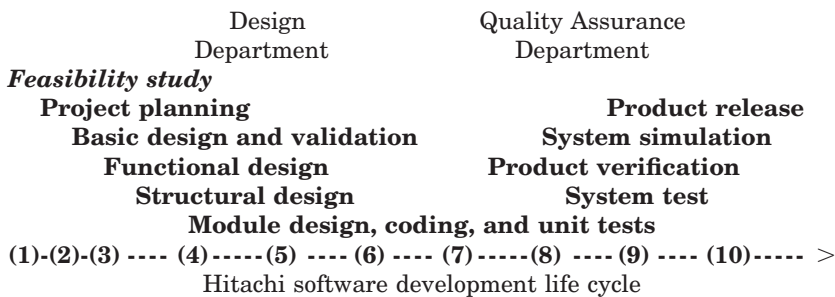 Design Quality Assurance
Department Department
Feasibility study
Project planning Product release
Basic design and validation System simulation
Functional design Product verification
Structural design System test
Module design, coding, and unit tests
(1)-(2)-(3) ---- (4) -----(5) ---- (6) ---- (7) -----(8) ---- (9) ---- (10)----- >
Hitachi software development life cycle